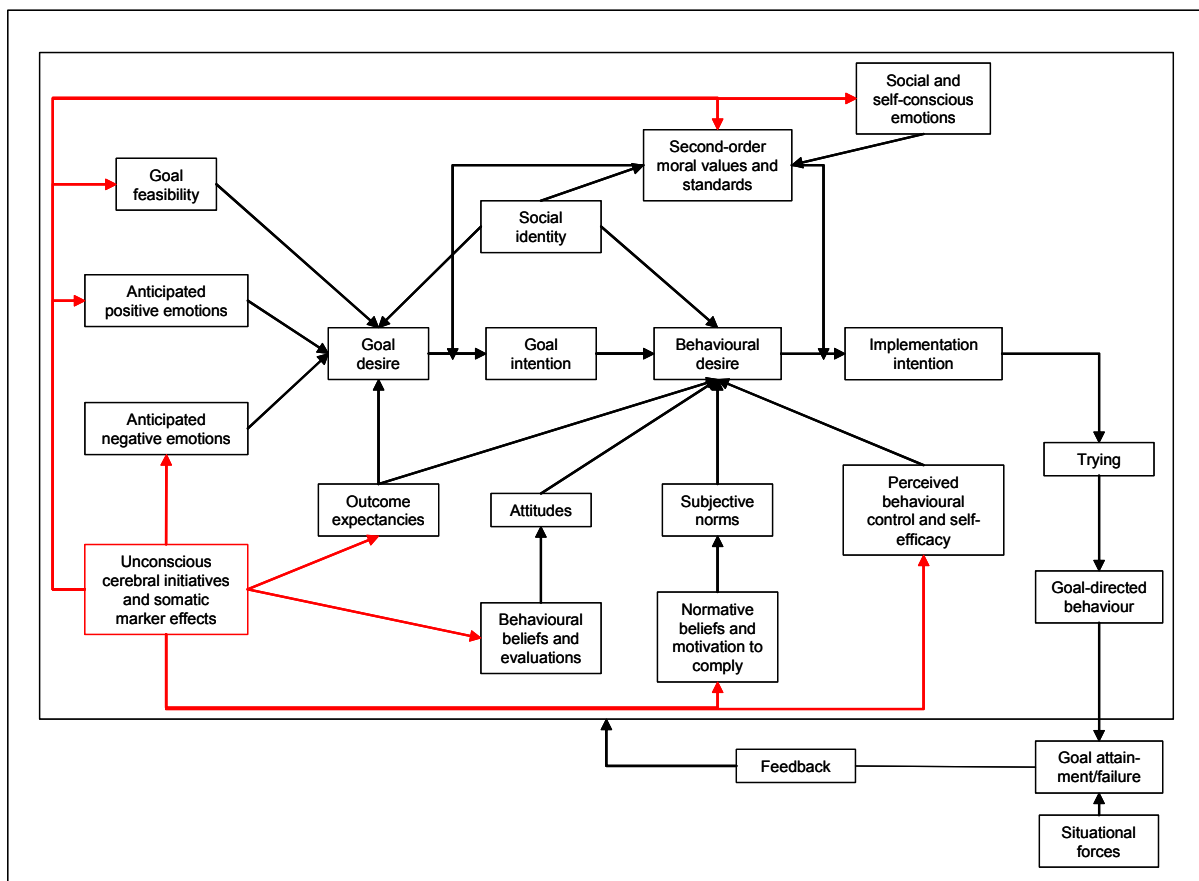 Social and
self-conscious
emotions
Second-order
moral values and
standards
Goal
feasibility
Social
identity
Anticipated
positive emotions
Goal
desire
Goal
intention
Behavioural
desire
Implementation
intention
Anticipated
negative emotions
Trying
Outcome
expectancies
Attitudes
Subjective
norms
Perceived
behavioural
control and self-
efficacy
Unconscious
cerebral initiatives
and somatic
marker effects
Goal-directed
behaviour
Behavioural
beliefs and
evaluations
Normative
beliefs and
motivation to
comply
Feedback
Goal attain-
ment/failure
Situational
forces